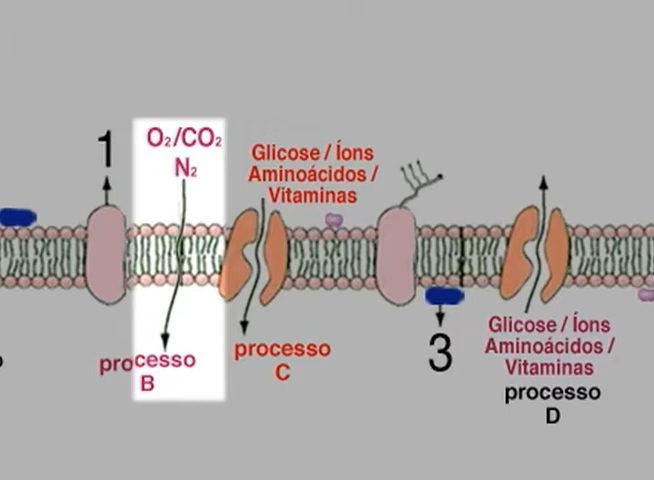 1
O₂/CO₂
N₂
processo
B
Glicose / Íons
Aminoácidos /
Vitaminas
processo
C
3
Glicose / Íons
Aminoácidos /
Vitaminas
processo
D